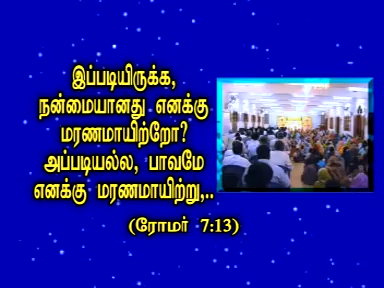 இப்படியிருக்க,
நன்மையானது எனக்கு
மரணமாயிற்றோ?
அப்படியல்ல, பாவமே
எனக்கு மரணமாயிற்று,..
(ரோமர் 7:13)